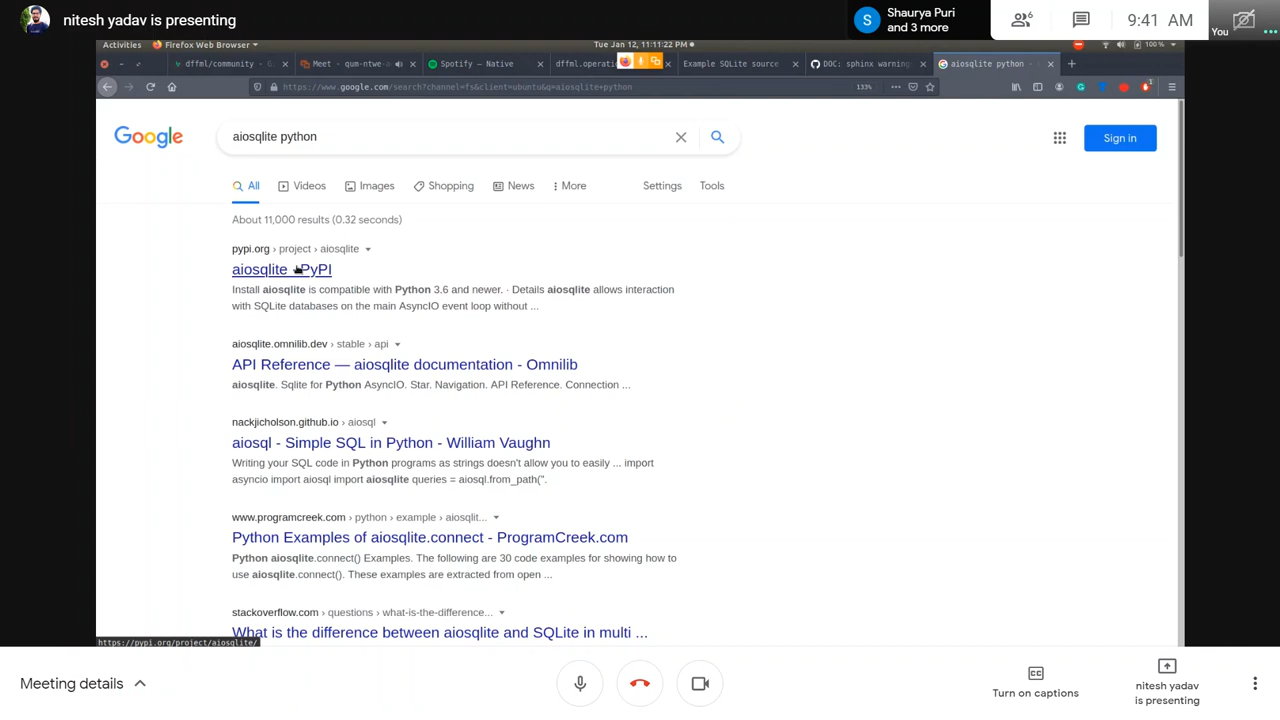 nitesh yadav is presenting
S
Shaurya Puri
and 3 more
6
9:41 AM
You
Activities
Firefox Web Browser
Tue Jan 12, 11:11:22 PM
100 %
dffml/community - G
Meet - qum-ntwe-a
Spotify – Native
dffml.operati
Example SQLite source
DOC: sphinx warning
aiosqlite python -
https://www.google.com/search?channel=fs&client=ubuntu&q=aiosqlite+python
133%
Google
aiosqlite python
Sign in
All
Videos
Images
Shopping
News
More
Settings
Tools
About 11,000 results (0.32 seconds)
pypi.org › project › aiosqlite
aiosqlite · PyPI
Install aiosqlite is compatible with Python 3.6 and newer. · Details aiosqlite allows interaction
with SQLite databases on the main AsyncIO event loop without ...
aiosqlite.omnilib.dev › stable › api
API Reference — aiosqlite documentation - Omnilib
aiosqlite. Sqlite for Python AsyncIO. Star. Navigation. API Reference. Connection ...
nackjicholson.github.io › aiosql
aiosql - Simple SQL in Python - William Vaughn
Writing your SQL code in Python programs as strings doesn't allow you to easily ... import
asyncio import aiosql import aiosqlite queries = aiosql.from_path(".
www.programcreek.com › python › example › aiosqlit...
Python Examples of aiosqlite.connect - ProgramCreek.com
Python aiosqlite.connect() Examples. The following are 30 code examples for showing how to
use aiosqlite.connect(). These examples are extracted from open ...
stackoverflow.com › questions › what-is-the-difference...
What is the difference between aiosqlite and SQLite in multi ...
https://pypi.org/project/aiosqlite/
Meeting details
CC
Turn on captions
nitesh yadav
is presenting